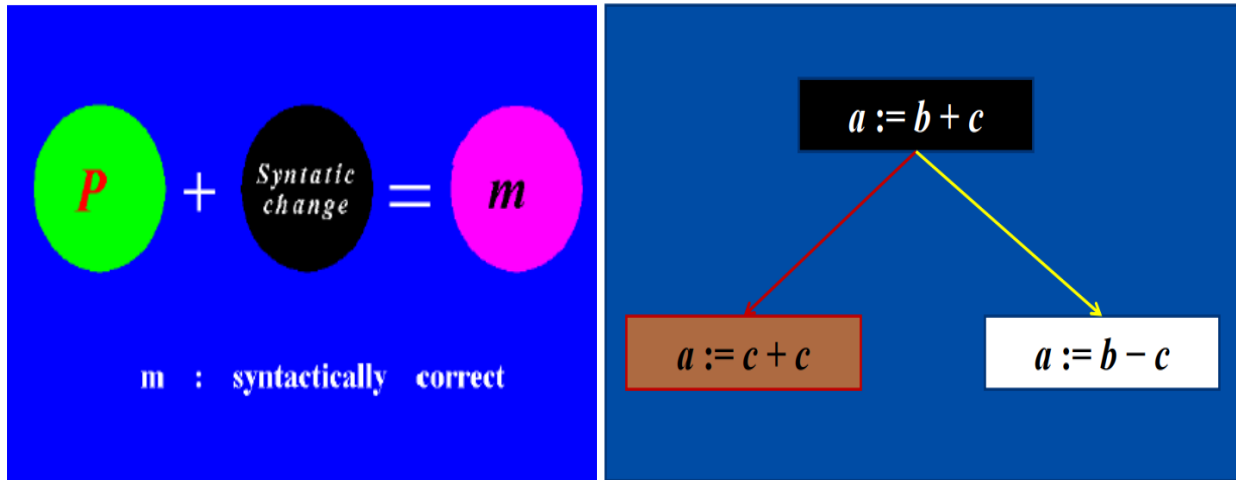 P + Syntatic change = m
m : syntactically correct
a := b + c
a := c + c
a := b − c